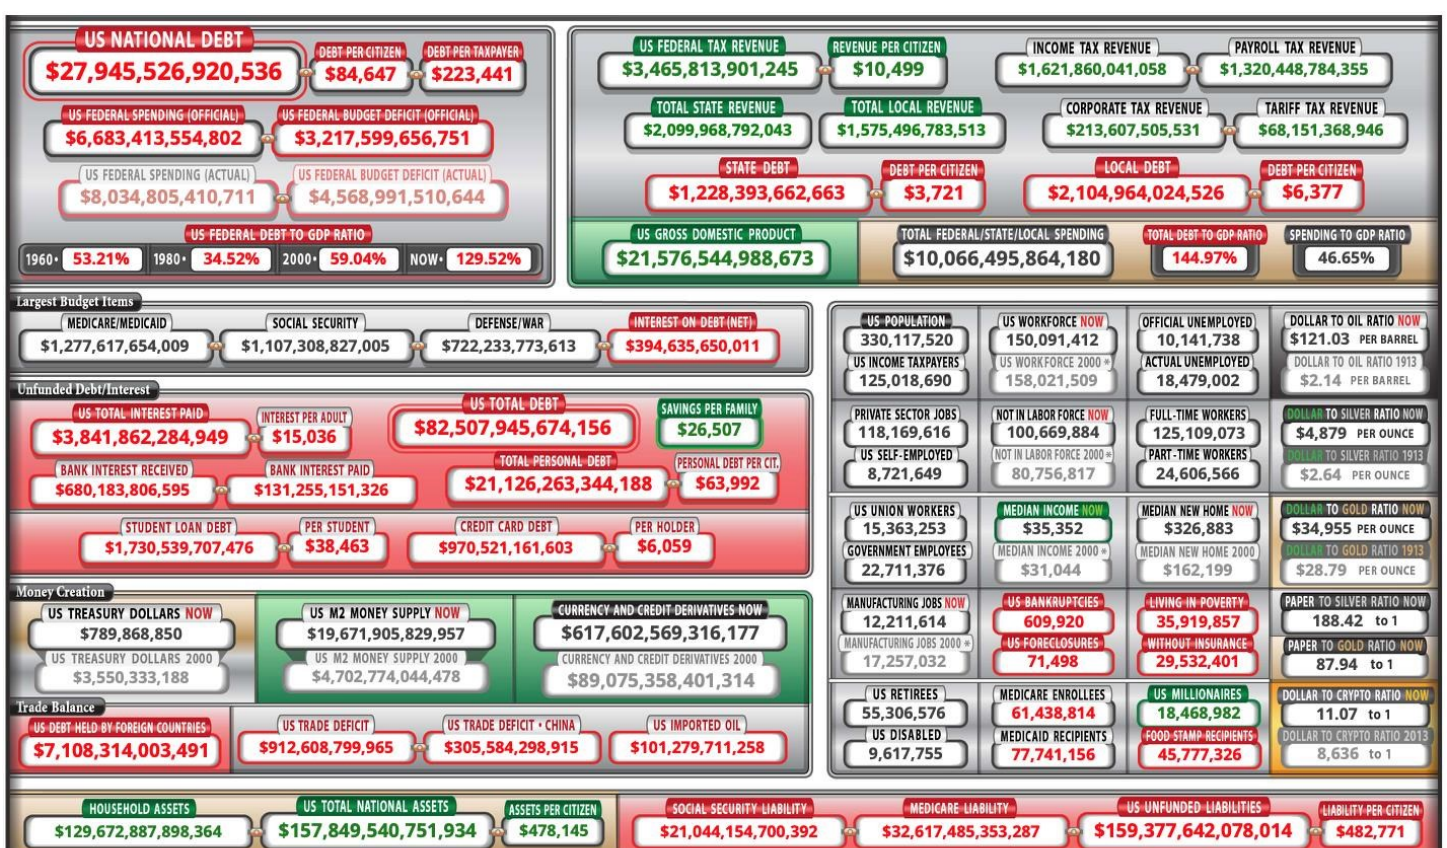 US NATIONAL DEBT
$27,945,526,920,536
DEBT PER CITIZEN
$84,647
DEBT PER TAXPAYER
$223,441
US FEDERAL SPENDING (OFFICIAL)
$6,683,413,554,802
US FEDERAL BUDGET DEFICIT (OFFICIAL)
$3,217,599,656,751
US FEDERAL SPENDING (ACTUAL)
$8,034,805,410,711
US FEDERAL BUDGET DEFICIT (ACTUAL)
$4,568,991,510,644
US FEDERAL DEBT TO GDP RATIO
1960• 53.21% 1980• 34.52% 2000• 59.04% NOW• 129.52%
US FEDERAL TAX REVENUE
$3,465,813,901,245
REVENUE PER CITIZEN
$10,499
INCOME TAX REVENUE
$1,621,860,041,058
PAYROLL TAX REVENUE
$1,320,448,784,355
TOTAL STATE REVENUE
$2,099,968,792,043
TOTAL LOCAL REVENUE
$1,575,496,783,513
CORPORATE TAX REVENUE
$213,607,505,531
TARIFF TAX REVENUE
$68,151,368,946
STATE DEBT
$1,228,393,662,663
DEBT PER CITIZEN
$3,721
LOCAL DEBT
$2,104,964,024,526
DEBT PER CITIZEN
$6,377
US GROSS DOMESTIC PRODUCT
$21,576,544,988,673
TOTAL FEDERAL/STATE/LOCAL SPENDING
$10,066,495,864,180
TOTAL DEBT TO GDP RATIO
144.97%
SPENDING TO GDP RATIO
46.65%
Largest Budget Items
MEDICARE/MEDICAID
$1,277,617,654,009
SOCIAL SECURITY
$1,107,308,827,005
DEFENSE/WAR
$722,233,773,613
INTEREST ON DEBT (NET)
$394,635,650,011
Unfunded Debt/Interest
US TOTAL INTEREST PAID
$3,841,862,284,949
INTEREST PER ADULT
$15,036
US TOTAL DEBT
$82,507,945,674,156
SAVINGS PER FAMILY
$26,507
BANK INTEREST RECEIVED
$680,183,806,595
BANK INTEREST PAID
$131,255,151,326
TOTAL PERSONAL DEBT
$21,126,263,344,188
PERSONAL DEBT PER CIT.
$63,992
STUDENT LOAN DEBT
$1,730,539,707,476
PER STUDENT
$38,463
CREDIT CARD DEBT
$970,521,161,603
PER HOLDER
$6,059
Money Creation
US TREASURY DOLLARS NOW
$789,868,850
US TREASURY DOLLARS 2000
$3,550,333,188
US M2 MONEY SUPPLY NOW
$19,671,905,829,957
US M2 MONEY SUPPLY 2000
$4,702,774,044,478
CURRENCY AND CREDIT DERIVATIVES NOW
$617,602,569,316,177
CURRENCY AND CREDIT DERIVATIVES 2000
$89,075,358,401,314
Trade Balance
US DEBT HELD BY FOREIGN COUNTRIES
$7,108,314,003,491
US TRADE DEFICIT
$912,608,799,965
US TRADE DEFICIT • CHINA
$305,584,298,915
US IMPORTED OIL
$101,279,711,258
US POPULATION
330,117,520
US INCOME TAXPAYERS
125,018,690
US WORKFORCE NOW
150,091,412
US WORKFORCE 2000 *
158,021,509
OFFICIAL UNEMPLOYED
10,141,738
ACTUAL UNEMPLOYED
18,479,002
DOLLAR TO OIL RATIO NOW
$121.03 PER BARREL
DOLLAR TO OIL RATIO 1913
$2.14 PER BARREL
PRIVATE SECTOR JOBS
118,169,616
US SELF-EMPLOYED
8,721,649
NOT IN LABOR FORCE NOW
100,669,884
NOT IN LABOR FORCE 2000 *
80,756,817
FULL-TIME WORKERS
125,109,073
PART-TIME WORKERS
24,606,566
DOLLAR TO SILVER RATIO NOW
$4,879 PER OUNCE
DOLLAR TO SILVER RATIO 1913
$2.64 PER OUNCE
US UNION WORKERS
15,363,253
GOVERNMENT EMPLOYEES
22,711,376
MEDIAN INCOME NOW
$35,352
MEDIAN INCOME 2000 *
$31,044
MEDIAN NEW HOME NOW
$326,883
MEDIAN NEW HOME 2000
$162,199
DOLLAR TO GOLD RATIO NOW
$34,955 PER OUNCE
DOLLAR TO GOLD RATIO 1913
$28.79 PER OUNCE
MANUFACTURING JOBS NOW
12,211,614
MANUFACTURING JOBS 2000 *
17,257,032
US BANKRUPTCIES
609,920
US FORECLOSURES
71,498
LIVING IN POVERTY
35,919,857
WITHOUT INSURANCE
29,532,401
PAPER TO SILVER RATIO NOW
188.42 to 1
PAPER TO GOLD RATIO NOW
87.94 to 1
US RETIREES
55,306,576
US DISABLED
9,617,755
MEDICARE ENROLLEES
61,438,814
MEDICAID RECIPIENTS
77,741,156
US MILLIONAIRES
18,468,982
FOOD STAMP RECIPIENTS
45,777,326
DOLLAR TO CRYPTO RATIO NOW
11.07 to 1
DOLLAR TO CRYPTO RATIO 2013
8,636 to 1
HOUSEHOLD ASSETS
$129,672,887,898,364
US TOTAL NATIONAL ASSETS
$157,849,540,751,934
ASSETS PER CITIZEN
$478,145
SOCIAL SECURITY LIABILITY
$21,044,154,700,392
MEDICARE LIABILITY
$32,617,485,353,287
US UNFUNDED LIABILITIES
$159,377,642,078,014
LIABILITY PER CITIZEN
$482,771